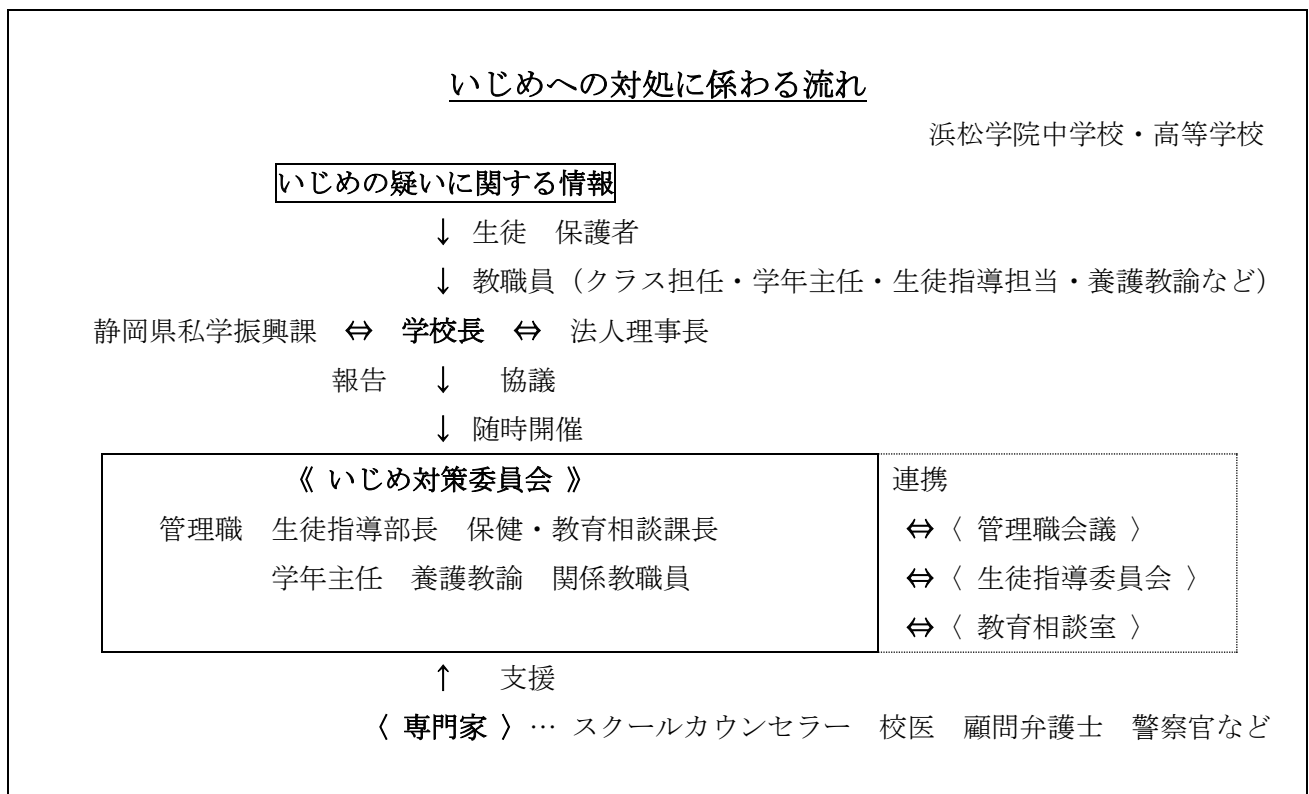 いじめへの対処に係わる流れ
浜松学院中学校・高等学校
いじめの疑いに関する情報
↓ 生徒　保護者
↓ 教職員（クラス担任・学年主任・生徒指導担当・養護教諭など）
静岡県私学振興課　⇔　学校長　⇔　法人理事長
報告　↓　協議
↓ 随時開催
《 いじめ対策委員会 》　連携
管理職　生徒指導部長　保健・教育相談課長　⇔〈 管理職会議 〉
学年主任　養護教諭　関係教職員　⇔〈 生徒指導委員会 〉
⇔〈 教育相談室 〉
↑　支援
〈 専門家 〉… スクールカウンセラー　校医　顧問弁護士　警察官など